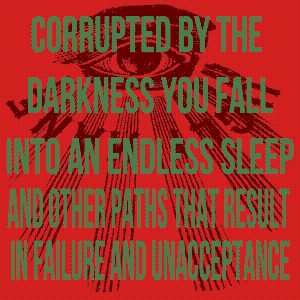 CORRUPTED BY THE
DARKNESS YOU FALL
INTO AN ENDLESS SLEEP
AND OTHER PATHS THAT RESULT
IN FAILURE AND UNACCEPTANCE